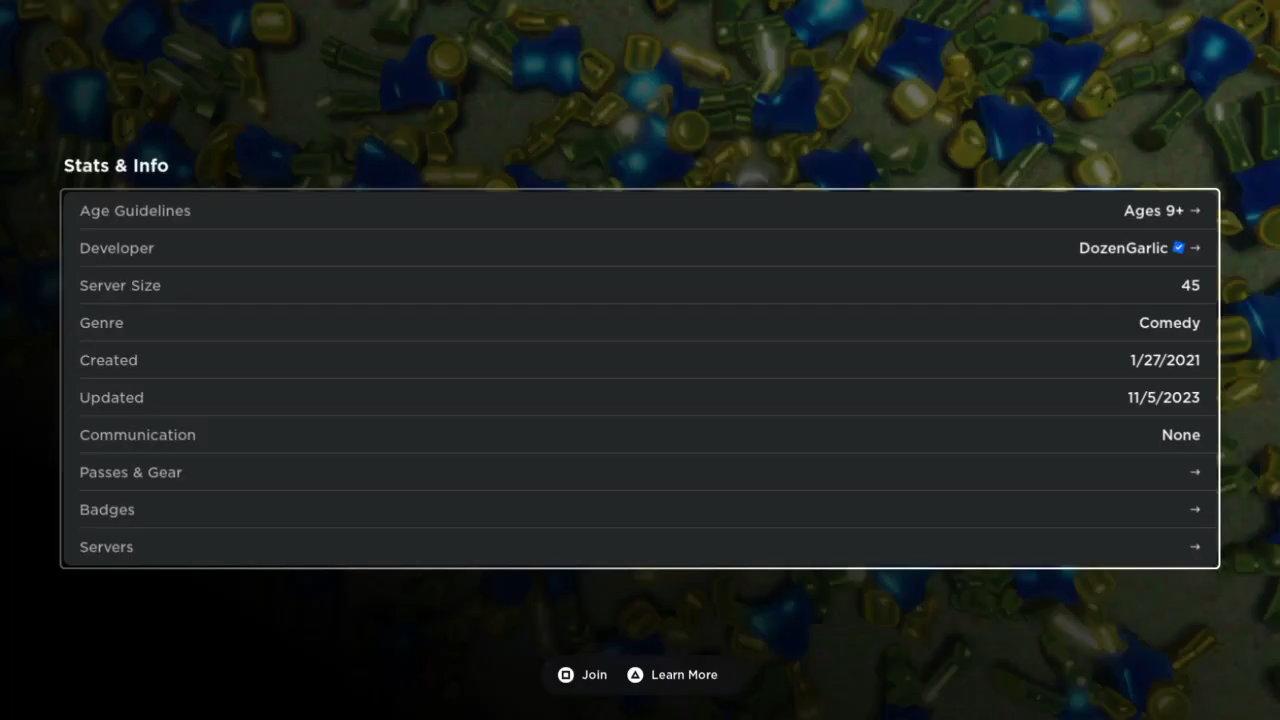 Stats & Info
Age Guidelines Ages 9+ →
Developer DozenGarlic →
Server Size 45
Genre Comedy
Created 1/27/2021
Updated 11/5/2023
Communication None
Passes & Gear →
Badges →
Servers →
Join Learn More